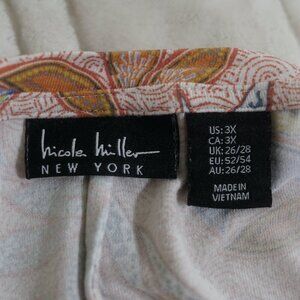 Nicole Miller
NEW YORK
US: 3X
CA: 3X
UK: 26/28
EU: 52/54
AU: 26/28
MADE IN
VIETNAM